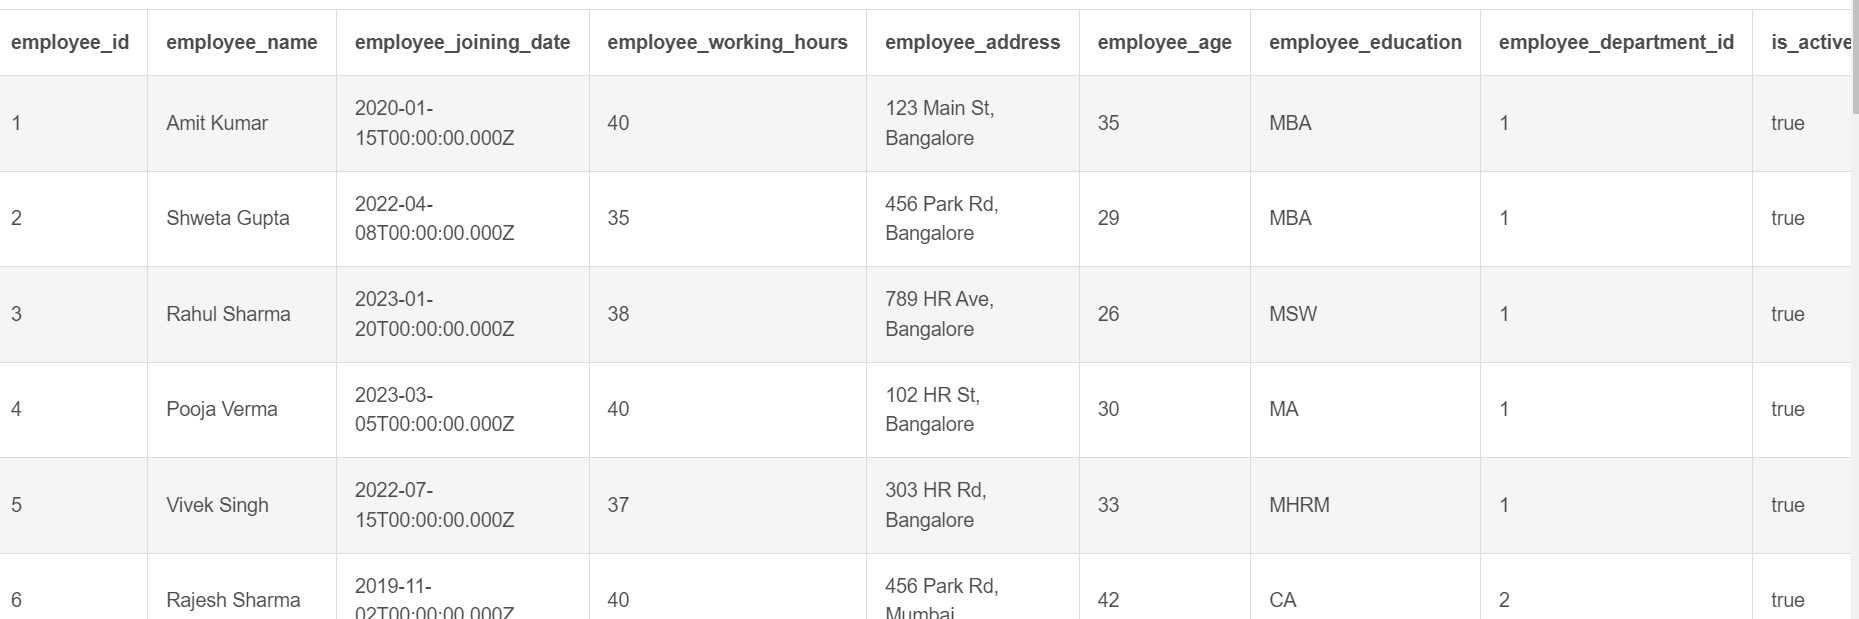 employee_id employee_name employee_joining_date employee_working_hours employee_address employee_age employee_education employee_department_id is_active
1 Amit Kumar 2020-01-15T00:00:00.000Z 40 123 Main St, Bangalore 35 MBA 1 true
2 Shweta Gupta 2022-04-08T00:00:00.000Z 35 456 Park Rd, Bangalore 29 MBA 1 true
3 Rahul Sharma 2023-01-20T00:00:00.000Z 38 789 HR Ave, Bangalore 26 MSW 1 true
4 Pooja Verma 2023-03-05T00:00:00.000Z 40 102 HR St, Bangalore 30 MA 1 true
5 Vivek Singh 2022-07-15T00:00:00.000Z 37 303 HR Rd, Bangalore 33 MHRM 1 true
6 Rajesh Sharma 2019-11-02T00:00:00.000Z 40 456 Park Rd, Mumbai 42 CA 2 true